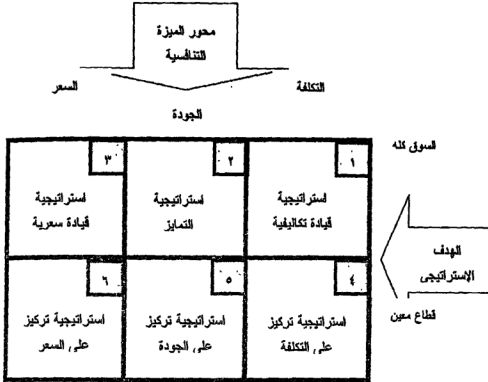 محور الميزة
التنافسية
التكلفة
السعر
الجودة
السوق كله
١
٢
٣
استراتيجية
قيادة تكاليفية
استراتيجية
التمايز
استراتيجية
قيادة سعرية
الهدف
الإستراتيجى
٤
٥
٦
استراتيجية تركيز
على التكلفة
استراتيجية تركيز
على الجودة
استراتيجية تركيز
على السعر
قطاع معين